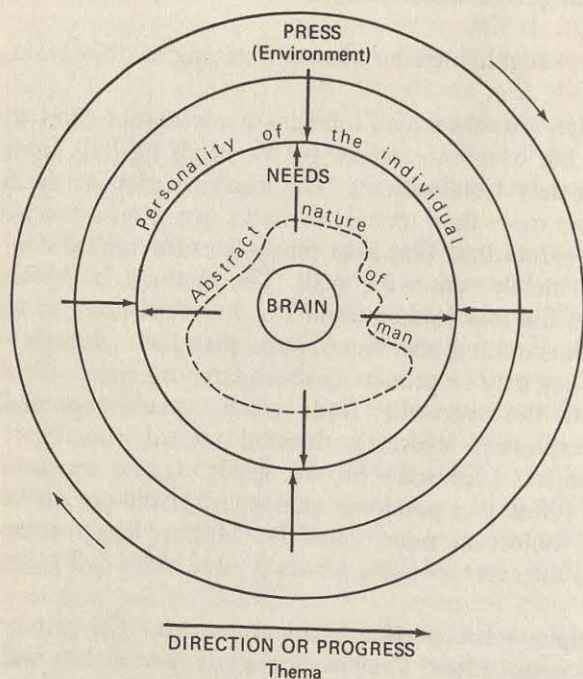 PRESS
(Environment)
Personality of the individual
NEEDS
Abstract nature of man
BRAIN
DIRECTION OR PROGRESS
Thema